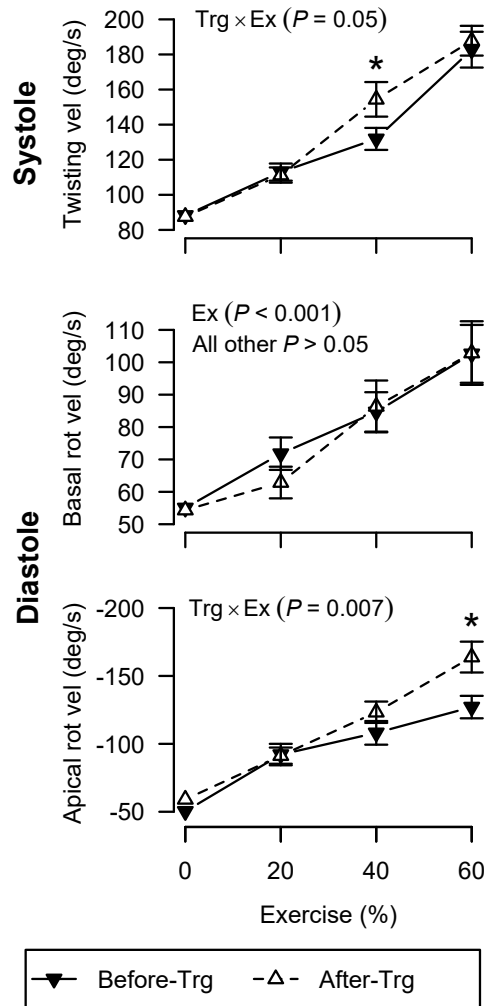 Systole
Twisting vel (deg/s)
Trg × Ex (P = 0.05)
200
180
160
140
120
100
80
*
Diastole
Basal rot vel (deg/s)
Ex (P < 0.001)
All other P > 0.05
110
100
90
80
70
60
50
Apical rot vel (deg/s)
Trg × Ex (P = 0.007)
-200
-150
-100
-50
*
0 20 40 60
Exercise (%)
Before-Trg After-Trg